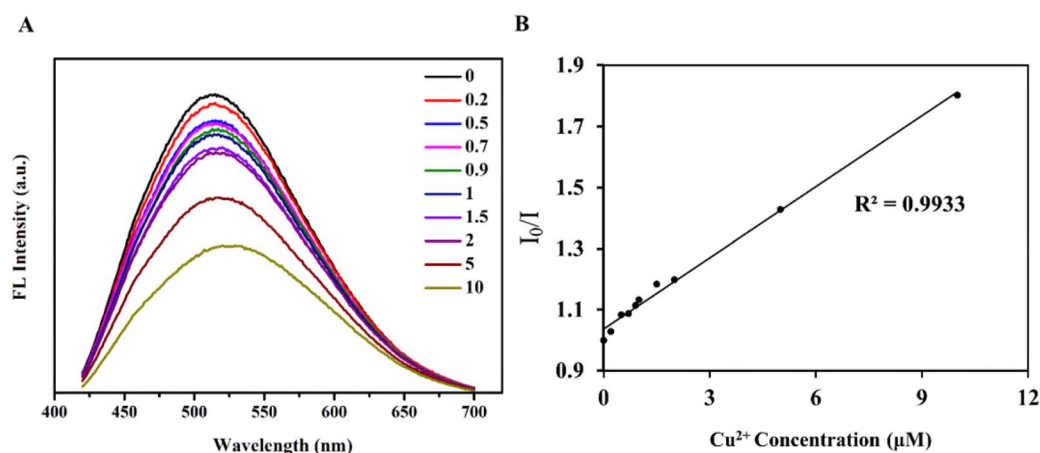 A
FL Intensity (a.u.)
0
0.2
0.5
0.7
0.9
1
1.5
2
5
10
400 450 500 550 600 650 700
Wavelength (nm)
B
I₀/I
1.9
1.7
1.5
1.3
1.1
0.9
R² = 0.9933
0 3 6 9 12
Cu²⁺ Concentration (μM)